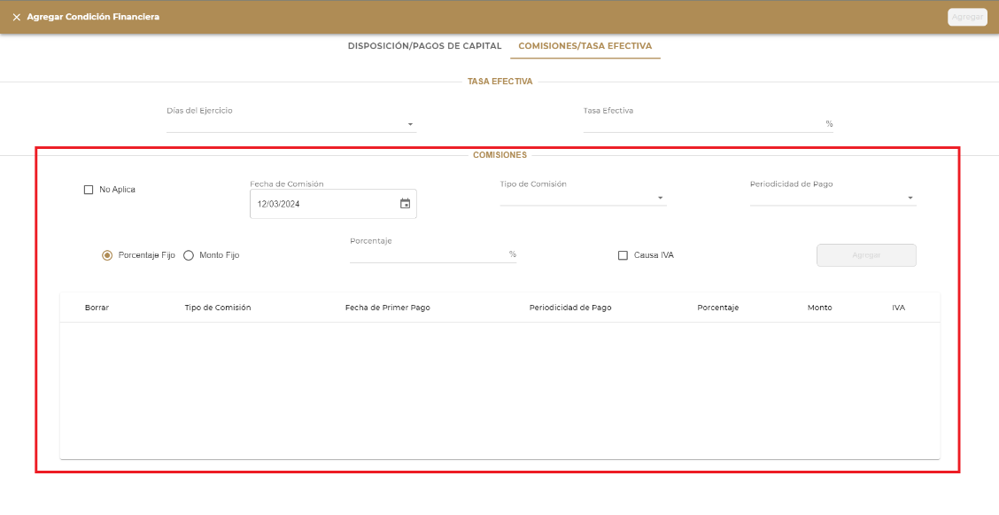 Agregar Condición Financiera
Agregar
DISPOSICIÓN/PAGOS DE CAPITAL COMISIONES/TASA EFECTIVA
TASA EFECTIVA
Días del Ejercicio Tasa Efectiva
%
COMISIONES
No Aplica
Fecha de Comisión
12/03/2024
Tipo de Comisión
Periodicidad de Pago
Porcentaje Fijo Monto Fijo
Porcentaje
%
Causa IVA
Agregar
Borrar Tipo de Comisión Fecha de Primer Pago Periodicidad de Pago Porcentaje Monto IVA